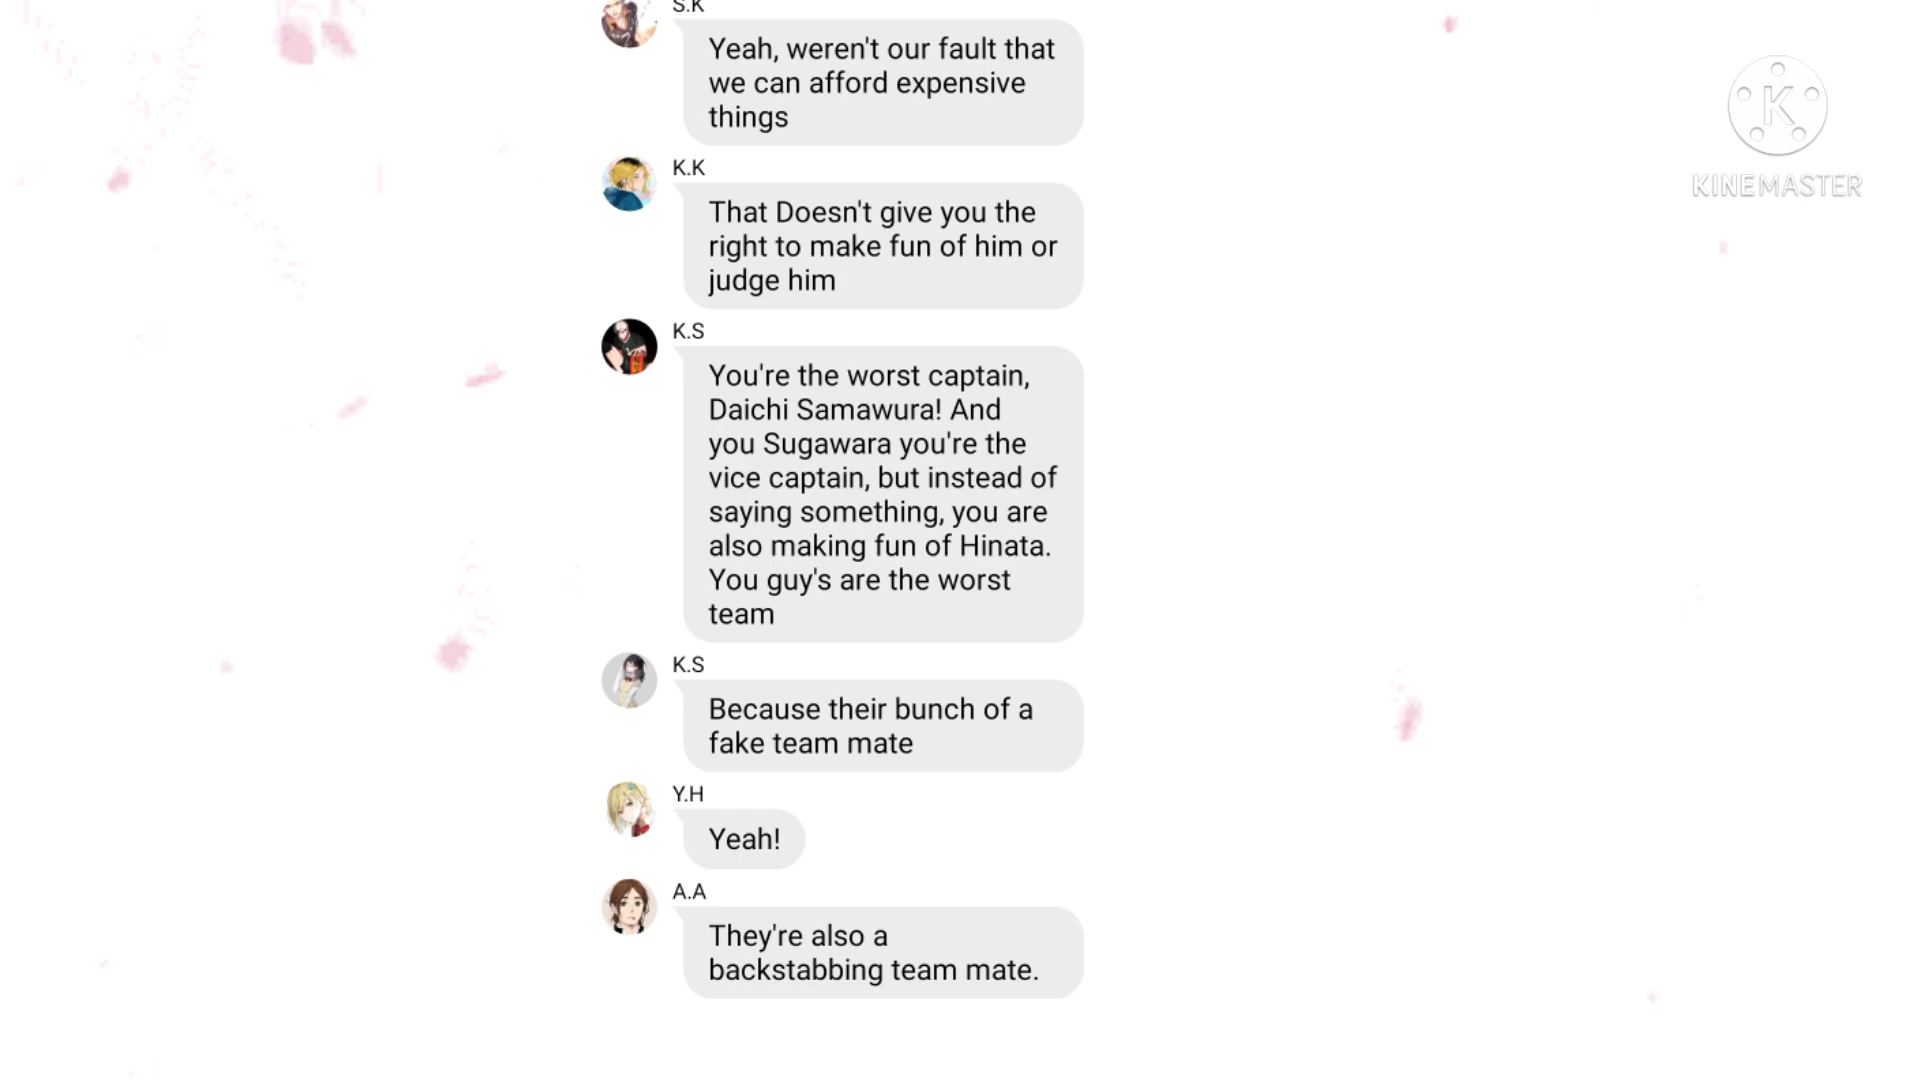 S.K
Yeah, weren't our fault that
we can afford expensive
things
K
KINEMASTER
K.K
That Doesn't give you the
right to make fun of him or
judge him
K.S
You're the worst captain,
Daichi Samawura! And
you Sugawara you're the
vice captain, but instead of
saying something, you are
also making fun of Hinata.
You guy's are the worst
team
K.S
Because their bunch of a
fake team mate
Y.H
Yeah!
A.A
They're also a
backstabbing team mate.